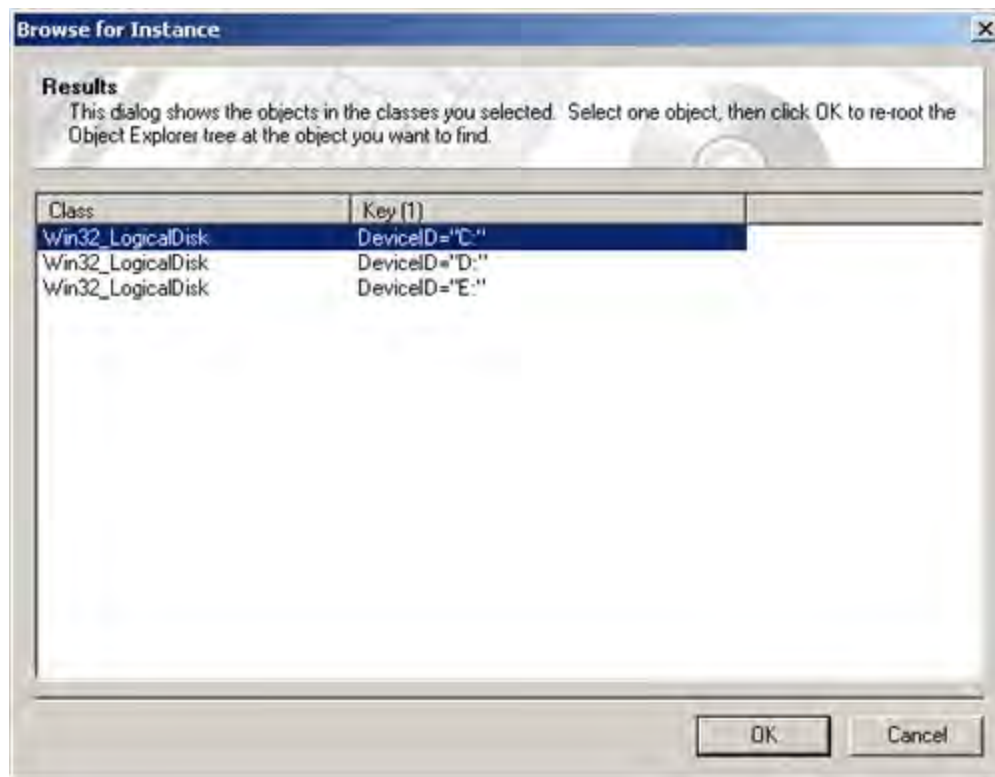 Browse for Instance
Results
This dialog shows the objects in the classes you selected. Select one object, then click OK to re-root the
Object Explorer tree at the object you want to find.
Class Key (1)
Win32_LogicalDisk DeviceID="C:"
Win32_LogicalDisk DeviceID="D:"
Win32_LogicalDisk DeviceID="E:"
OK Cancel